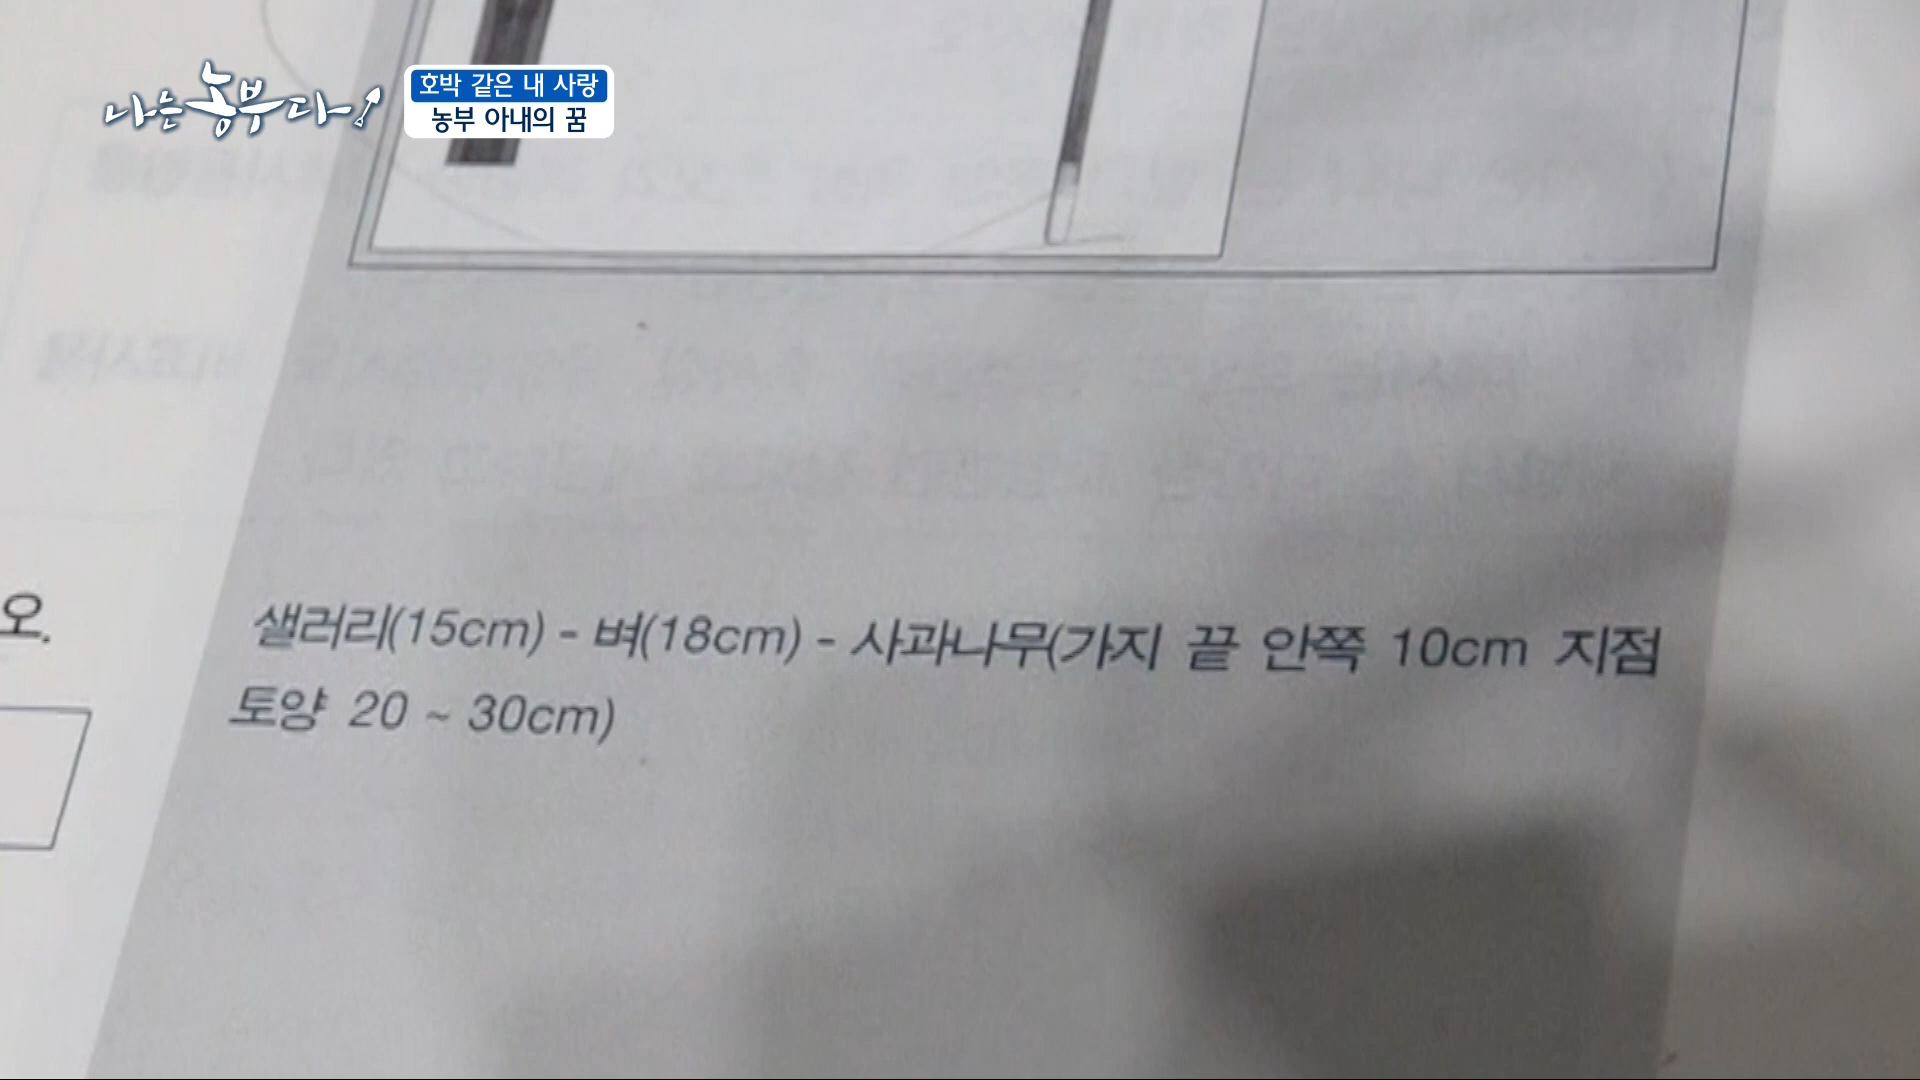 나는 농부다!
호박 같은 내 사랑
농부 아내의 꿈
오.
샐러리(15cm) - 벼(18cm) - 사과나무(가지 끝 안쪽 10cm 지점
토양 20 ~ 30cm)